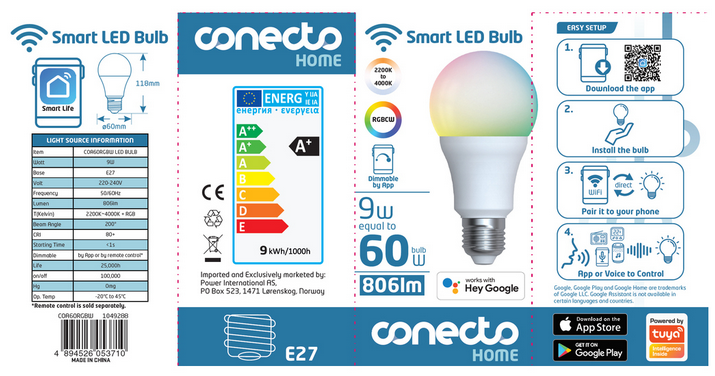 Smart LED Bulb
Smart Life
118mm
ø60mm
LIGHT SOURCE INFORMATION
Item COR60RGBW LED BULB
Watt 9W
Base E27
Volt 220-240V
Frequency 50/60Hz
Lumen 806lm
T(Kelvin) 2200K~4000K + RGB
Beam Angle 200°
CRI 80+
Starting Time <1s
Dimmable by App or by remote control*
Life 25,000h
on/off 100,000
Hg 0mg
Op. Temp -20°C to 45°C
*Remote control is sold separately.
COR60RGBW 1049288
4 894526 053710
MADE IN CHINA
conecto
HOME
ENERG Y IJA
IE IA
енергия · ενεργεια
A++
A+
A
B
C
D
E
A+
9 kWh/1000h
CE
Imported and Exclusively marketed by:
Power International AS,
PO Box 523, 1471 Lørenskog, Norway
E27
Smart LED Bulb
2200K
to
4000K
RGBCW
Dimmable
by App
9W
equal to
60 bulb W
806lm
works with
Hey Google
conecto
HOME
EASY SETUP
1.
Download the app
2.
Install the bulb
3.
WiFi
direct
Pair it to your phone
4.
App or Voice to Control
Google, Google Play and Google Home are trademarks
of Google LLC. Google Assistant is not available in
certain languages and countries.
Download on the
App Store
GET IT ON
Google Play
Powered by
tuya
Intelligence
Inside